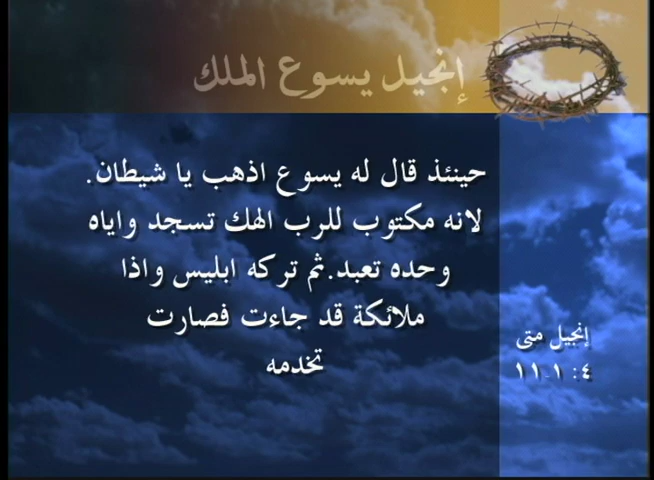 إنجيل يسوع الملك
حينئذ قال له يسوع اذهب يا شيطان.
لانه مكتوب للرب الهك تسجد واياه
وحده تعبد.ثم تركه ابليس واذا
ملائكة قد جاءت فصارت
تخدمه
إنجيل متى
٤: ١-١١